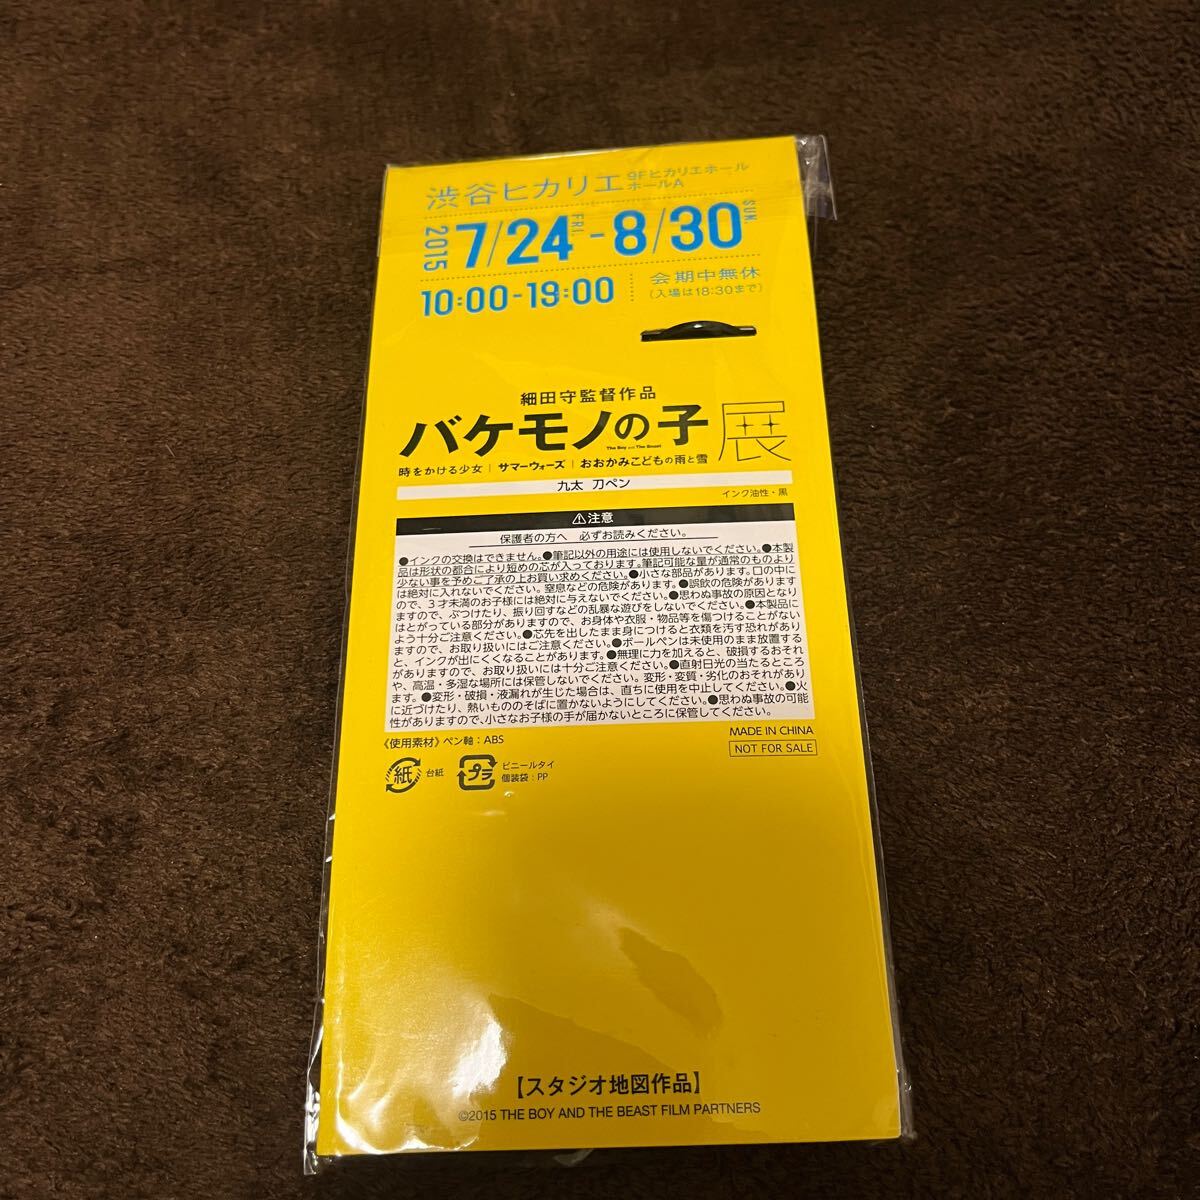 渋谷ヒカリエ 9Fヒカリエホール
ホールA
2015 7/24 FRI. - 8/30 SUN.
10:00-19:00
会期中無休
(入場は18:30まで)
細田守監督作品
バケモノの子 展
The Boy and The Beast
時をかける少女 | サマーウォーズ | おおかみこどもの雨と雪
九太 刀ペン
インク油性・黒
⚠注意
保護者の方へ 必ずお読みください。
●インクの交換はできません。●筆記以外の用途には使用しないでください。●本製
品は形状の都合により短めの芯が入っております。筆記可能な量が通常のものより
少ない事を予めご了承の上お買い求めください。●小さな部品があります。口の中に
は絶対に入れないでください。窒息などの危険があります。●誤飲の危険があります
ので、3才未満のお子様には絶対に与えないでください。●思わぬ事故の原因となり
ますので、ぶつけたり、振り回すなどの乱暴な遊びをしないでください。●本製品に
はとがっている部分がありますので、お身体や衣服・物品等を傷つけることがない
よう十分ご注意ください。●芯先を出したまま身につけると衣類を汚す恐れがあり
ますので、お取り扱いにはご注意ください。●ボールペンは未使用のまま放置する
と、インクが出にくくなることがあります。●無理に力を加えると、破損するおそれ
がありますので、お取り扱いには十分ご注意ください。●直射日光の当たるところ
や、高温・多湿な場所には保管しないでください。変形・変質・劣化のおそれがあり
ます。●変形・破損・液漏れが生じた場合は、直ちに使用を中止してください。●火
に近づけたり、熱いもののそばに置かないようにしてください。●思わぬ事故の可能
性がありますので、小さなお子様の手が届かないところに保管してください。
《使用素材》ペン軸：ABS
MADE IN CHINA
NOT FOR SALE
紙 台紙
プラ ビニールタイ
個装袋：PP
【スタジオ地図作品】
©2015 THE BOY AND THE BEAST FILM PARTNERS